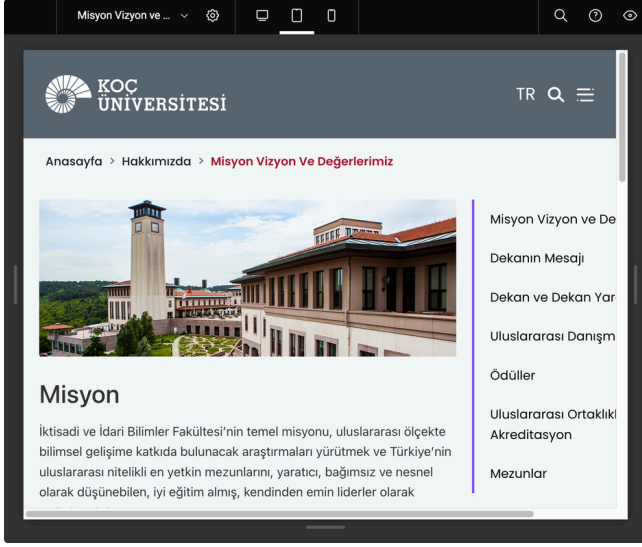 Misyon Vizyon ve ...
KOÇ
ÜNİVERSİTESİ
TR
Anasayfa > Hakkımızda > Misyon Vizyon Ve Değerlerimiz
Misyon Vizyon ve De
Dekanın Mesajı
Dekan ve Dekan Yar
Uluslararası Danışm
Ödüller
Uluslararası Ortaklıkl
Akreditasyon
Mezunlar
Misyon
İktisadi ve İdari Bilimler Fakültesi'nin temel misyonu, uluslararası ölçekte
bilimsel gelişime katkıda bulunacak araştırmaları yürütmek ve Türkiye'nin
uluslararası nitelikli en yetkin mezunlarını, yaratıcı, bağımsız ve nesnel
olarak düşünebilen, iyi eğitim almış, kendinden emin liderler olarak